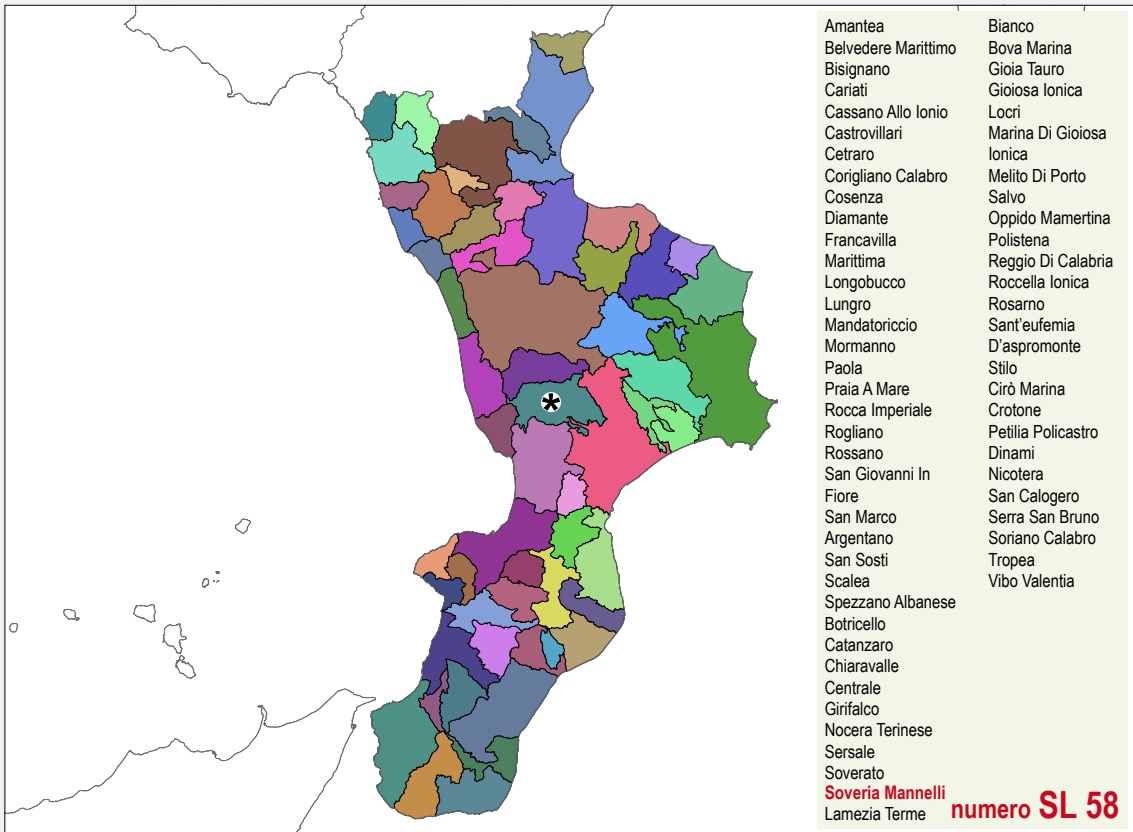 Amantea
Belvedere Marittimo
Bisignano
Cariati
Cassano Allo Ionio
Castrovillari
Cetraro
Corigliano Calabro
Cosenza
Diamante
Francavilla
Marittima
Longobucco
Lungro
Mandatoriccio
Mormanno
Paola
Praia A Mare
Rocca Imperiale
Rogliano
Rossano
San Giovanni In
Fiore
San Marco
Argentano
San Sosti
Scalea
Spezzano Albanese
Botricello
Catanzaro
Chiaravalle
Centrale
Girifalco
Nocera Terinese
Sersale
Soverato
Soveria Mannelli
Lamezia Terme
Bianco
Bova Marina
Gioia Tauro
Gioiosa Ionica
Locri
Marina Di Gioiosa
Ionica
Melito Di Porto
Salvo
Oppido Mamertina
Polistena
Reggio Di Calabria
Roccella Ionica
Rosarno
Sant'eufemia
D'aspromonte
Stilo
Cirò Marina
Crotone
Petilia Policastro
Dinami
Nicotera
San Calogero
Serra San Bruno
Soriano Calabro
Tropea
Vibo Valentia
numero SL 58
*